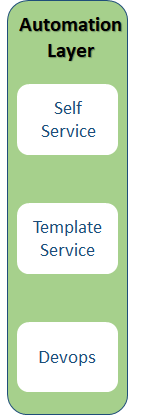 Automation
Layer
Self
Service
Template
Service
Devops